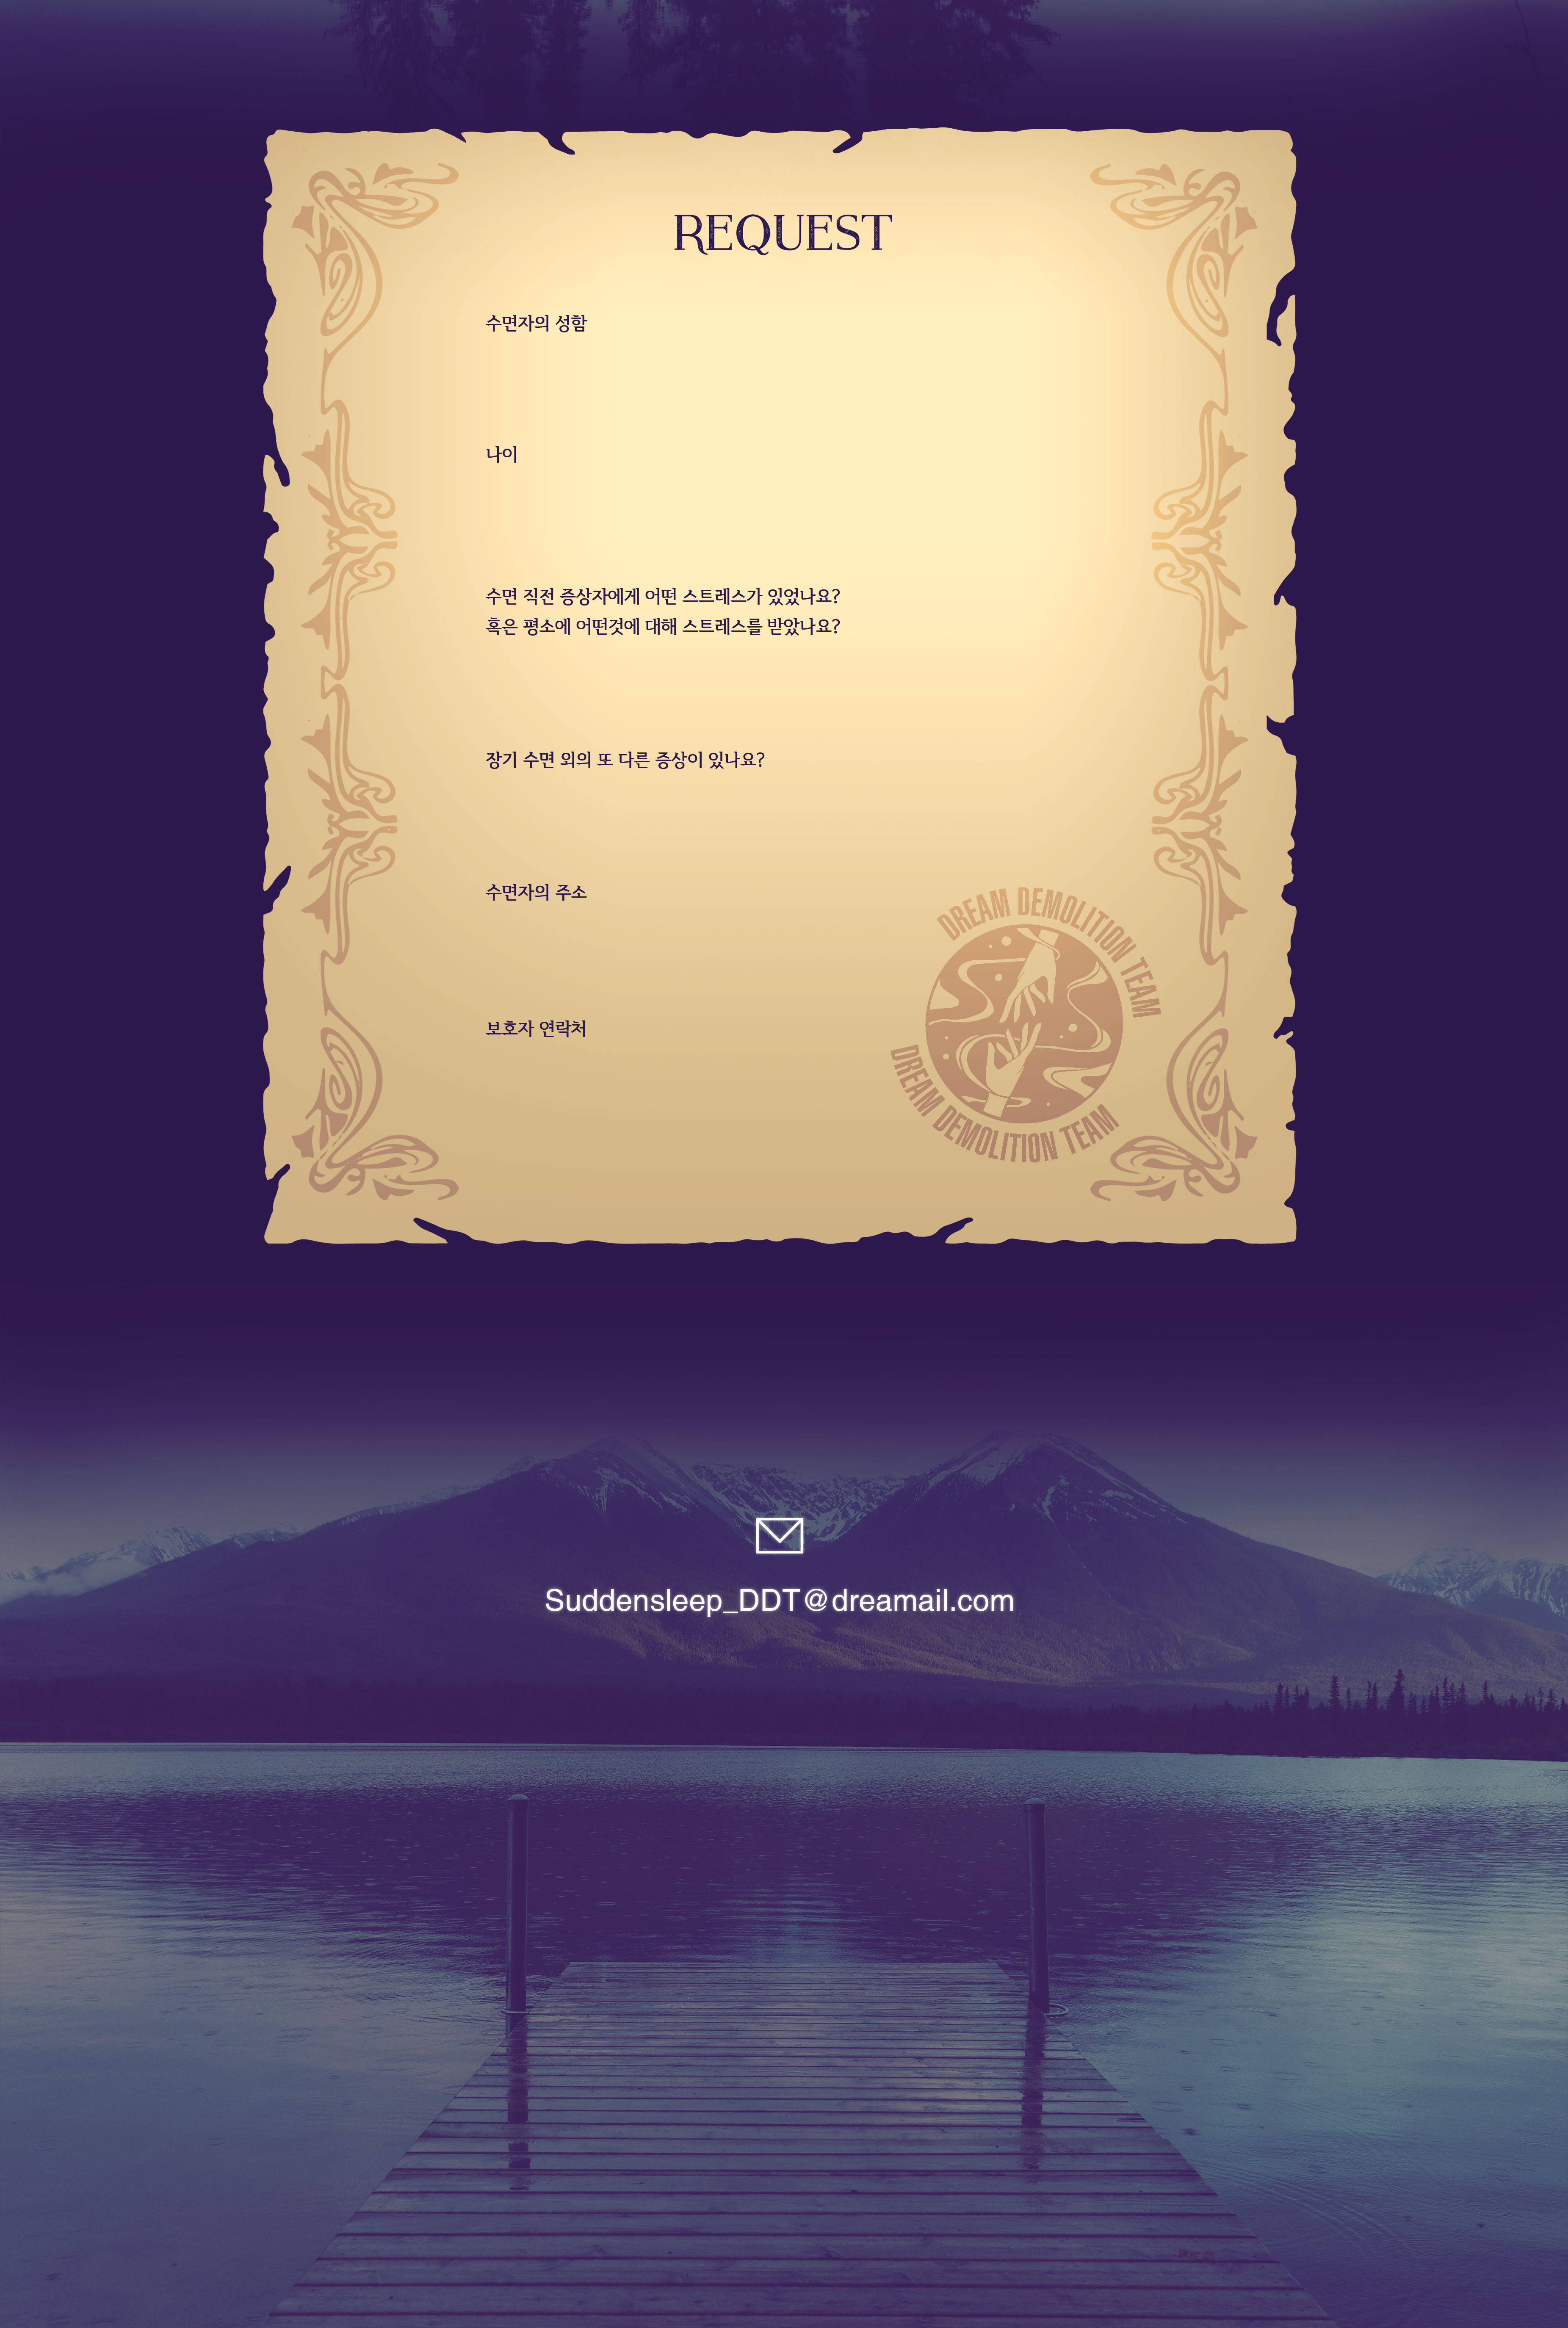 REQUEST
수면자의 성함
나이
수면 직전 증상자에게 어떤 스트레스가 있었나요?
혹은 평소에 어떤것에 대해 스트레스를 받았나요?
장기 수면 외의 또 다른 증상이 있나요?
수면자의 주소
보호자 연락처
DREAM DEMOLITION TEAM
DREAM DEMOLITION TEAM
Suddensleep_DDT@dreamail.com